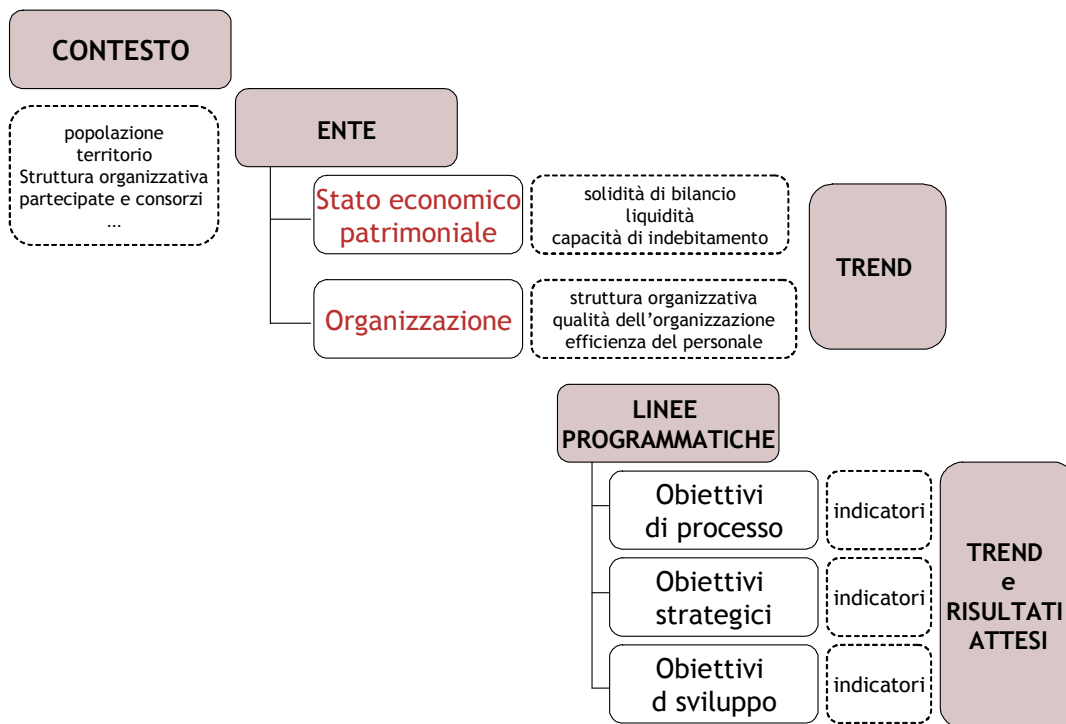 CONTESTO
popolazione
territorio
Struttura organizzativa
partecipate e consorzi
...
ENTE
Stato economico
patrimoniale
solidità di bilancio
liquidità
capacità di indebitamento
Organizzazione
struttura organizzativa
qualità dell'organizzazione
efficienza del personale
TREND
LINEE
PROGRAMMATICHE
Obiettivi
di processo
indicatori
Obiettivi
strategici
indicatori
Obiettivi
d sviluppo
indicatori
TREND
e
RISULTATI
ATTESI